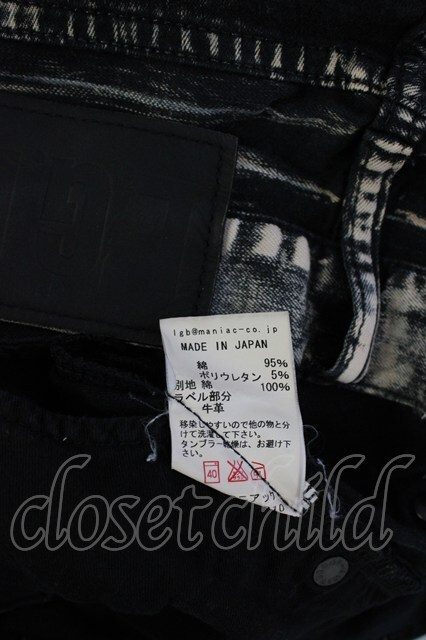 lgb@maniac-co.jp
MADE IN JAPAN
綿 95%
ポリウレタン 5%
別地 綿 100%
ラベル部分
牛革
移染しやすいので他の物と分
けて洗濯して下さい。
タンブラー乾燥は、お避け下
さい。
40
closetchild